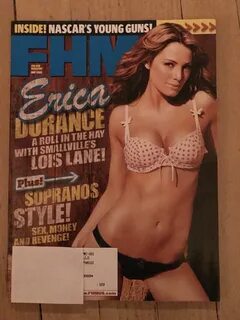 INSIDE! NASCAR'S YOUNG GUNS!
FHM
Erica
DURANCE
A ROLL IN THE HAY
WITH SMALLVILLE'S
LOIS LANE!
Plus!
SOPRANOS
STYLE!
SEX, MONEY
AND REVENGE!